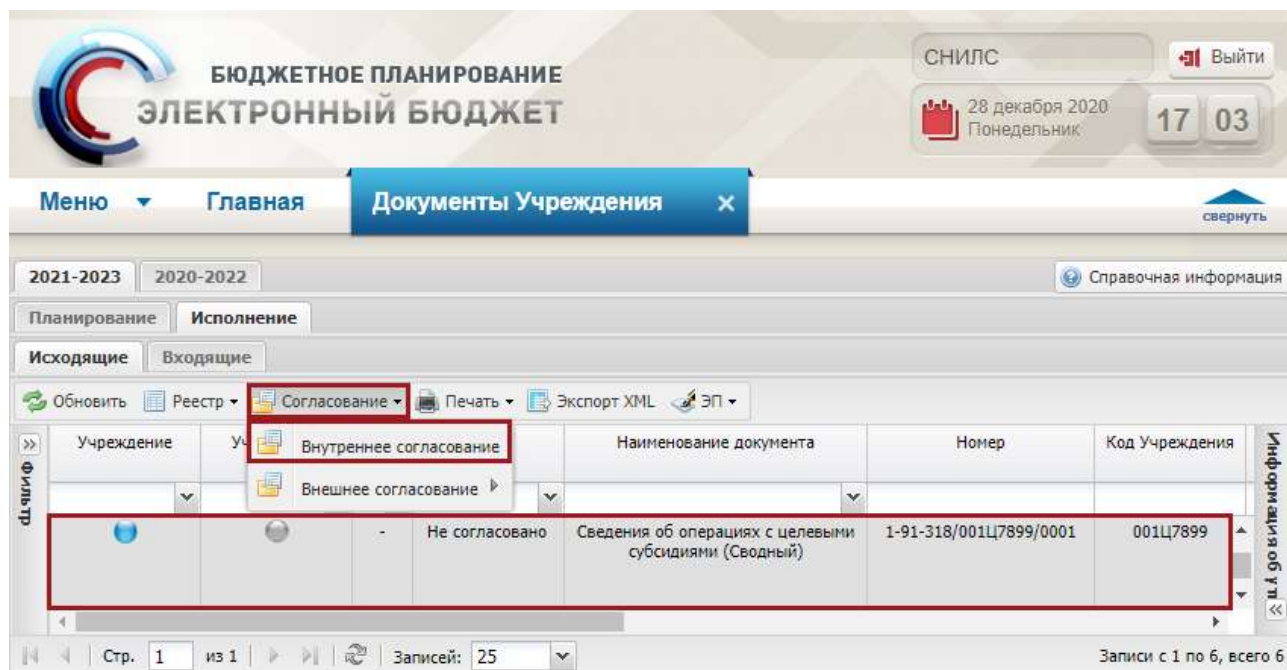 БЮДЖЕТНОЕ ПЛАНИРОВАНИЕ
ЭЛЕКТРОННЫЙ БЮДЖЕТ
СНИЛС
Выйти
28 декабря 2020
Понедельник
17 03
Меню Главная Документы Учреждения
свернуть
2021-2023 2020-2022 Справочная информация
Планирование Исполнение
Исходящие Входящие
Обновить Реестр Согласование Печать Экспорт XML ЭП
Учреждение Наименование документа Номер Код Учреждения
Внутреннее согласование
Внешнее согласование
Фильтр
- Не согласовано Сведения об операциях с целевыми 1-91-318/001Ц7899/0001 001Ц7899
субсидиями (Сводный)
Информация об
Стр. 1 из 1 Записей: 25 Записи с 1 по 6, всего 6